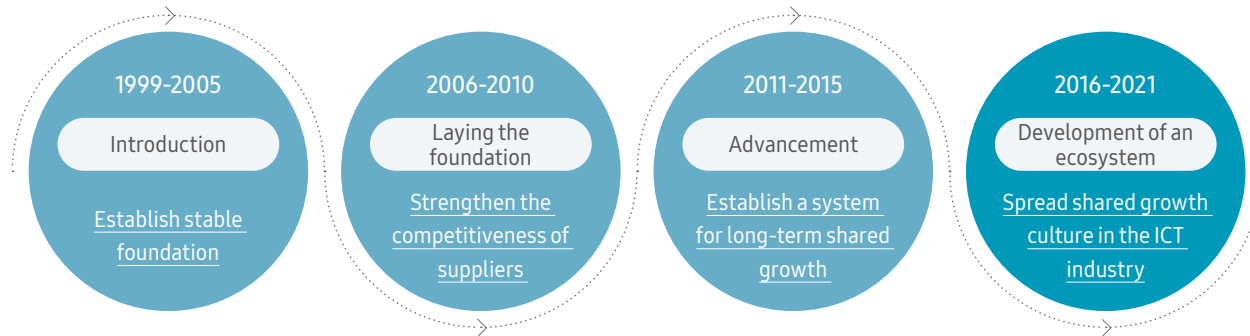 1999-2005
Introduction
Establish stable
foundation
2006-2010
Laying the
foundation
Strengthen the
competitiveness of
suppliers
2011-2015
Advancement
Establish a system
for long-term shared
growth
2016-2021
Development of an
ecosystem
Spread shared growth
culture in the ICT
industry